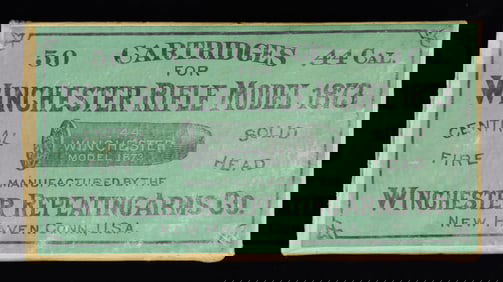 50 CARTRIDGES 44 CAL.
FOR
WINCHESTER RIFLE MODEL 1873
CENTRAL SOLID
44
WINCHESTER
MODEL 1873
FIRE HEAD
MANUFACTURED BY THE
WINCHESTER REPEATING ARMS CO.
NEW HAVEN CONN. U.S.A.